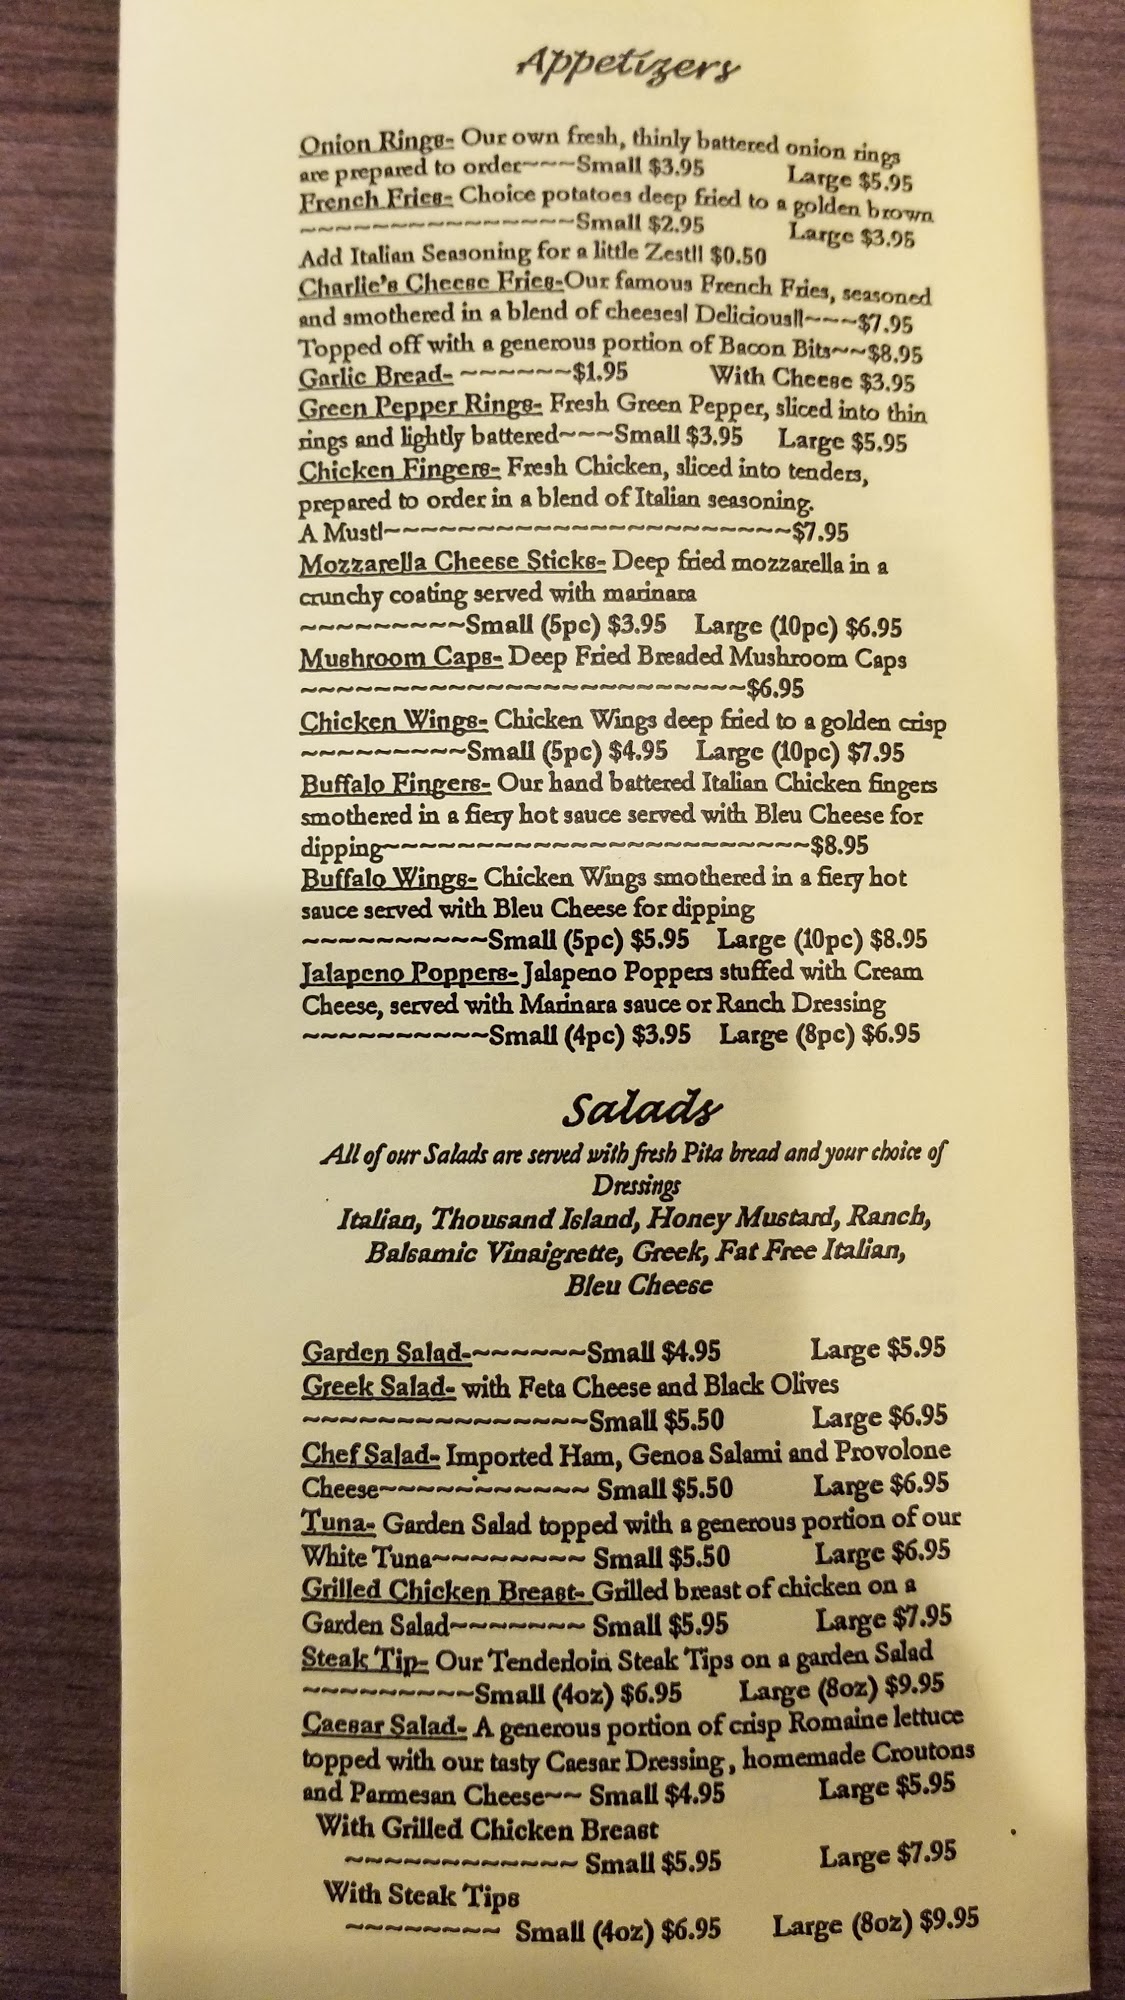 Appetizers
Onion Rings- Our own fresh, thinly battered onion rings
are prepared to order~~~Small $3.95 Large $5.95
French Fries- Choice potatoes deep fried to a golden brown
~~~~~~~~~~~~~~~Small $2.95 Large $3.95
Add Italian Seasoning for a little Zest!! $0.50
Charlie's Cheese Fries-Our famous French Fries, seasoned
and smothered in a blend of cheeses! Delicious!!~~~$7.95
Topped off with a generous portion of Bacon Bits~~$8.95
Garlic Bread- ~~~~~~$1.95 With Cheese $3.95
Green Pepper Rings- Fresh Green Pepper, sliced into thin
rings and lightly battered~~~Small $3.95 Large $5.95
Chicken Fingers- Fresh Chicken, sliced into tenders,
prepared to order in a blend of Italian seasoning.
A Must!~~~~~~~~~~~~~~~~~~~~~~$7.95
Mozzarella Cheese Sticks- Deep fried mozzarella in a
crunchy coating served with marinara
~~~~~~~~~Small (5pc) $3.95 Large (10pc) $6.95
Mushroom Caps- Deep Fried Breaded Mushroom Caps
~~~~~~~~~~~~~~~~~~~~~~~~$6.95
Chicken Wings- Chicken Wings deep fried to a golden crisp
~~~~~~~~~Small (5pc) $4.95 Large (10pc) $7.95
Buffalo Fingers- Our hand battered Italian Chicken fingers
smothered in a fiery hot sauce served with Bleu Cheese for
dipping~~~~~~~~~~~~~~~~~~~~~~~$8.95
Buffalo Wings- Chicken Wings smothered in a fiery hot
sauce served with Bleu Cheese for dipping
~~~~~~~~~~Small (5pc) $5.95 Large (10pc) $8.95
Jalapeno Poppers- Jalapeno Poppers stuffed with Cream
Cheese, served with Marinara sauce or Ranch Dressing
~~~~~~~~~~Small (4pc) $3.95 Large (8pc) $6.95
Salads
All of our Salads are served with fresh Pita bread and your choice of
Dressings
Italian, Thousand Island, Honey Mustard, Ranch,
Balsamic Vinaigrette, Greek, Fat Free Italian,
Bleu Cheese
Garden Salad-~~~~~~Small $4.95 Large $5.95
Greek Salad- with Feta Cheese and Black Olives
~~~~~~~~~~~~~~~Small $5.50 Large $6.95
Chef Salad- Imported Ham, Genoa Salami and Provolone
Cheese~~~~~~~~~~~ Small $5.50 Large $6.95
Tuna- Garden Salad topped with a generous portion of our
White Tuna~~~~~~~~ Small $5.50 Large $6.95
Grilled Chicken Breast- Grilled breast of chicken on a
Garden Salad~~~~~~~ Small $5.95 Large $7.95
Steak Tip- Our Tenderloin Steak Tips on a garden Salad
~~~~~~~~~Small (4oz) $6.95 Large (8oz) $9.95
Caesar Salad- A generous portion of crisp Romaine lettuce
topped with our tasty Caesar Dressing, homemade Croutons
and Parmesan Cheese~~ Small $4.95 Large $5.95
With Grilled Chicken Breast
~~~~~~~~~~~~ Small $5.95 Large $7.95
With Steak Tips
~~~~~~~~ Small (4oz) $6.95 Large (8oz) $9.95